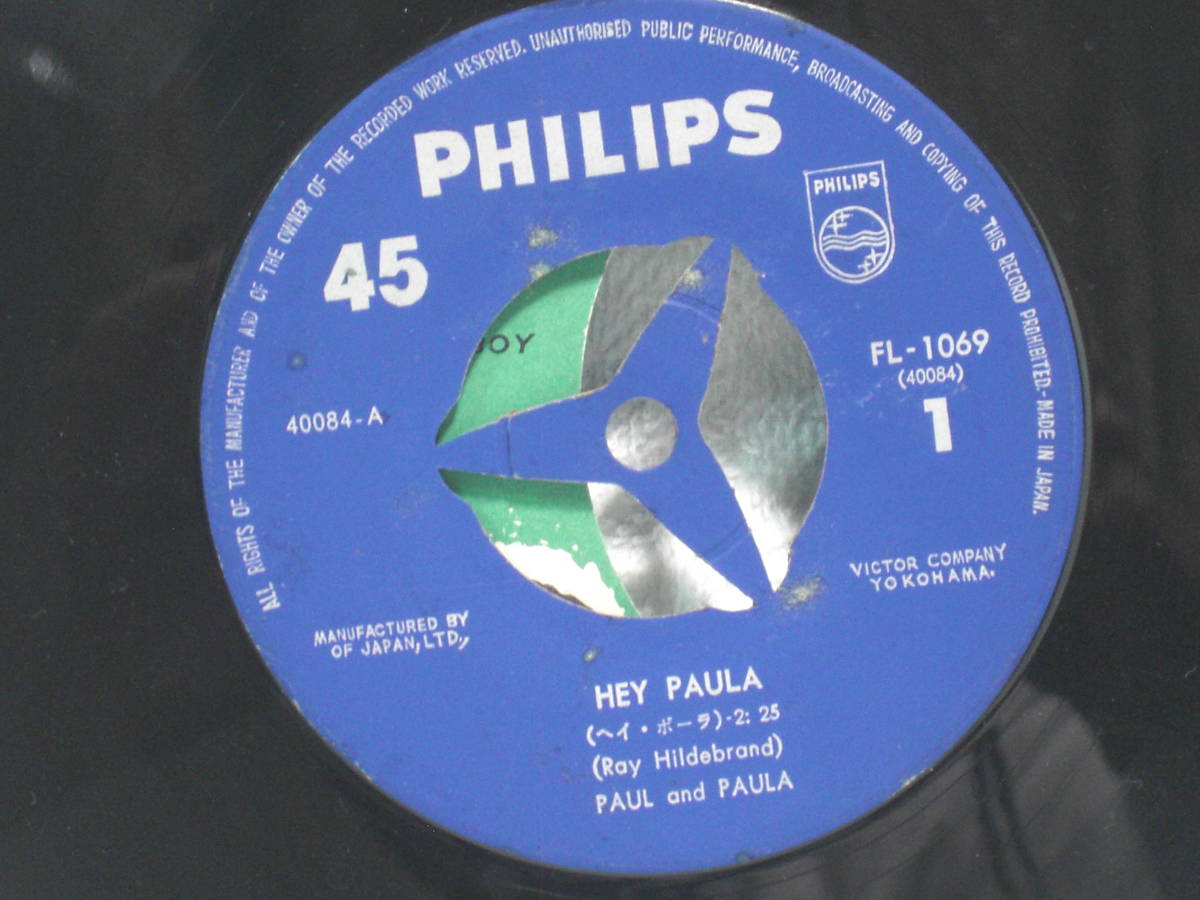 ALL RIGHTS OF THE MANUFACTURER AND OF THE OWNER OF THE RECORDED WORK RESERVED. UNAUTHORISED PUBLIC PERFORMANCE, BROADCASTING AND COPYING OF THIS RECORD PROHIBITED.-MADE IN JAPAN.
PHILIPS
PHILIPS
45
OY
FL-1069
(40084)
1
40084-A
MANUFACTURED BY
OF JAPAN, LTD.,
VICTOR COMPANY
YOKOHAMA.
HEY PAULA
(ヘイ・ポーラ)-2:25
(Ray Hildebrand)
PAUL and PAULA